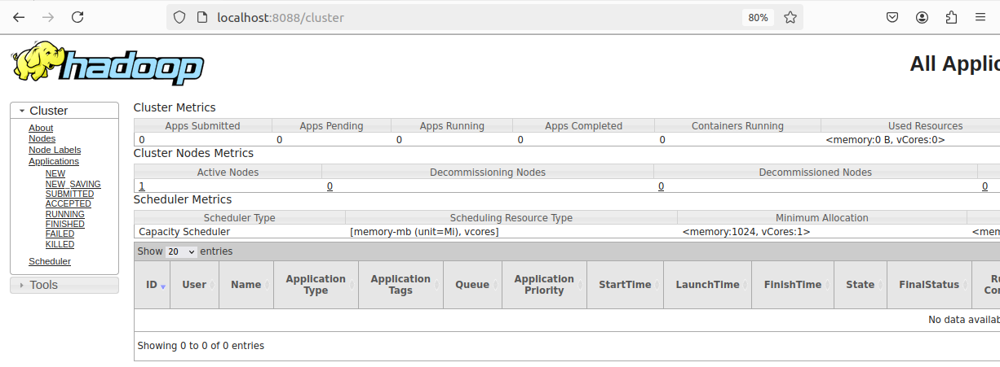 localhost:8088/cluster 80%
hadoop
All Applic
Cluster
About
Nodes
Node Labels
Applications
NEW
NEW_SAVING
SUBMITTED
ACCEPTED
RUNNING
FINISHED
FAILED
KILLED
Scheduler
Tools
Cluster Metrics
Apps Submitted Apps Pending Apps Running Apps Completed Containers Running Used Resources
0 0 0 0 0 <memory:0 B, vCores:0>
Cluster Nodes Metrics
Active Nodes Decommissioning Nodes Decommissioned Nodes
1 0 0 0
Scheduler Metrics
Scheduler Type Scheduling Resource Type Minimum Allocation
Capacity Scheduler [memory-mb (unit=Mi), vcores] <memory:1024, vCores:1> <mem
Show 20 entries
ID User Name Application Type Application Tags Queue Application Priority StartTime LaunchTime FinishTime State FinalStatus Ru Con
No data availab
Showing 0 to 0 of 0 entries